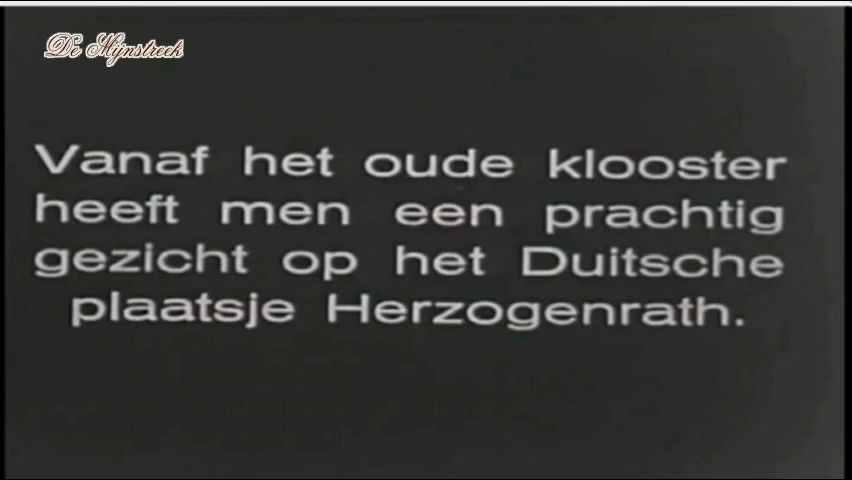 De Mijnstreek
Vanaf het oude klooster
heeft men een prachtig
gezicht op het Duitsche
plaatsje Herzogenrath.